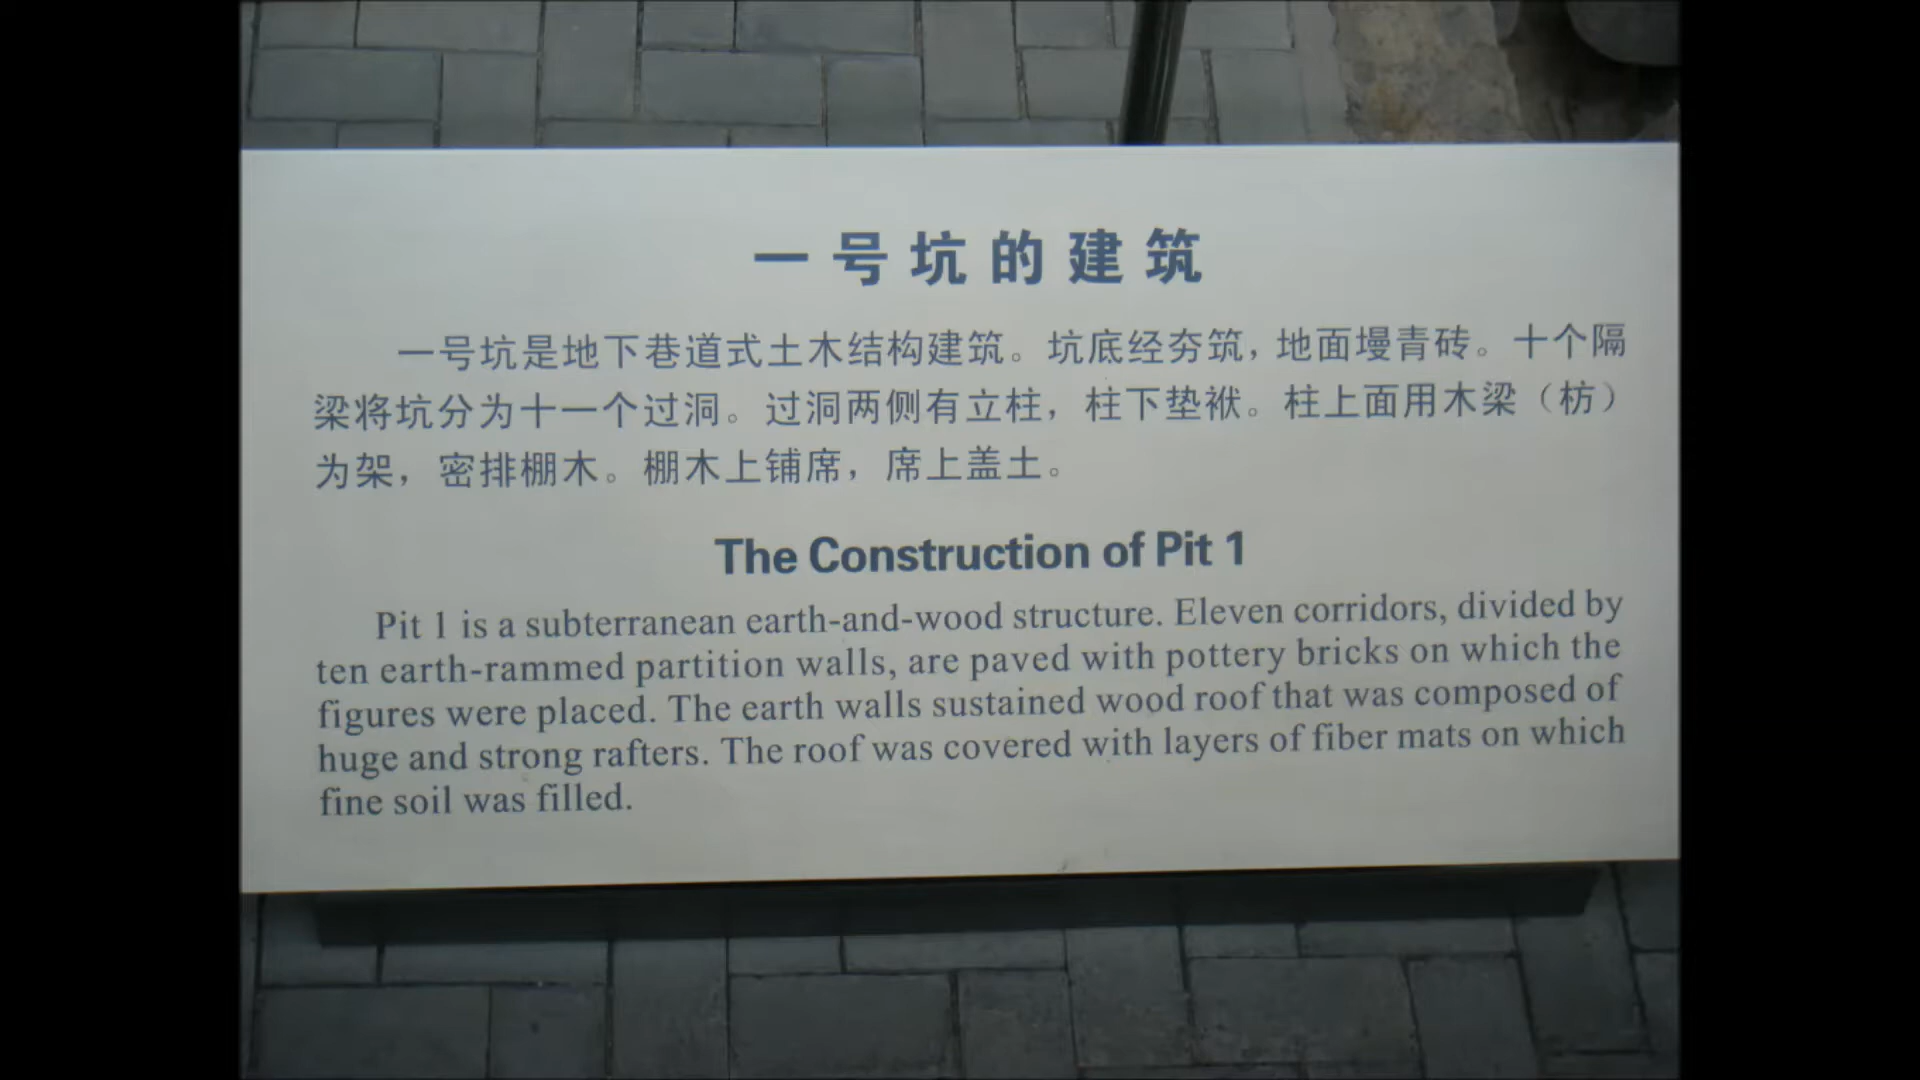 一号坑的建筑
一号坑是地下巷道式土木结构建筑。坑底经夯筑，地面墁青砖。十个隔
梁将坑分为十一个过洞。过洞两侧有立柱，柱下垫袱。柱上面用木梁（枋）
为架，密排棚木。棚木上铺席，席上盖土。
The Construction of Pit 1
Pit 1 is a subterranean earth-and-wood structure. Eleven corridors, divided by
ten earth-rammed partition walls, are paved with pottery bricks on which the
figures were placed. The earth walls sustained wood roof that was composed of
huge and strong rafters. The roof was covered with layers of fiber mats on which
fine soil was filled.